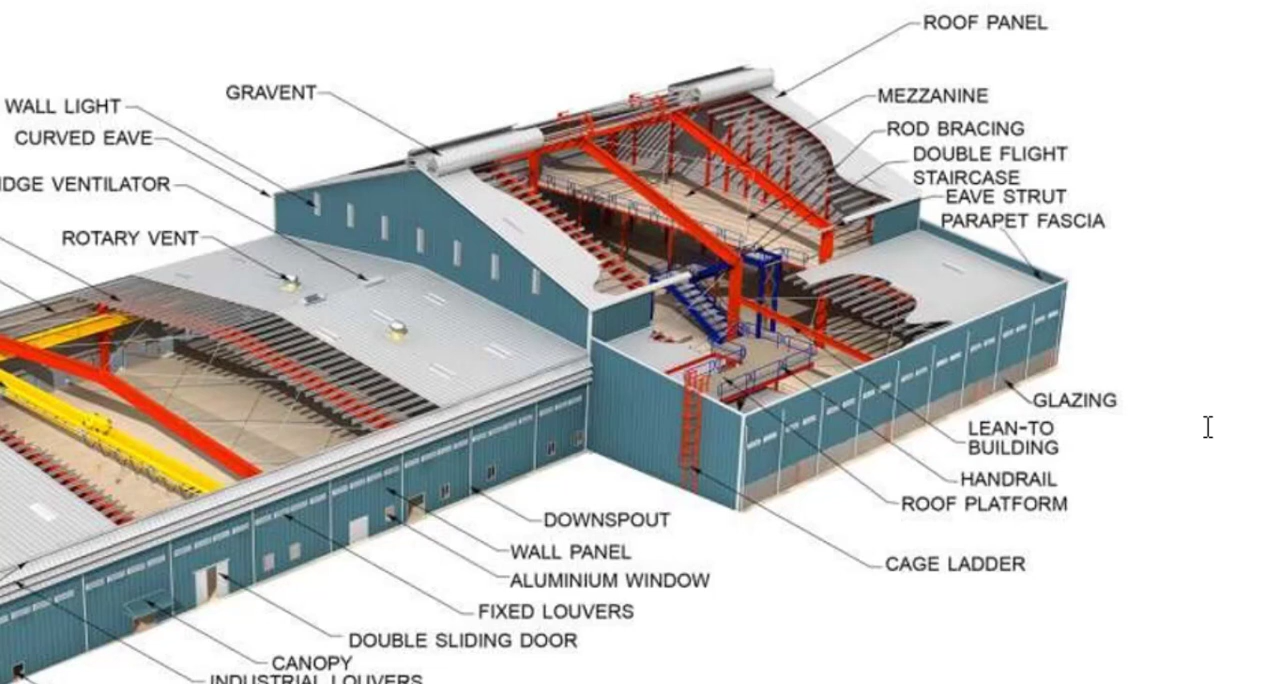 ROOF PANEL
GRAVENT
WALL LIGHT
MEZZANINE
CURVED EAVE
ROD BRACING
DOUBLE FLIGHT
STAIRCASE
IDGE VENTILATOR
EAVE STRUT
PARAPET FASCIA
ROTARY VENT
GLAZING
LEAN-TO
BUILDING
HANDRAIL
ROOF PLATFORM
DOWNSPOUT
WALL PANEL
CAGE LADDER
ALUMINIUM WINDOW
FIXED LOUVERS
DOUBLE SLIDING DOOR
CANOPY
INDUSTRIAL LOUVERS